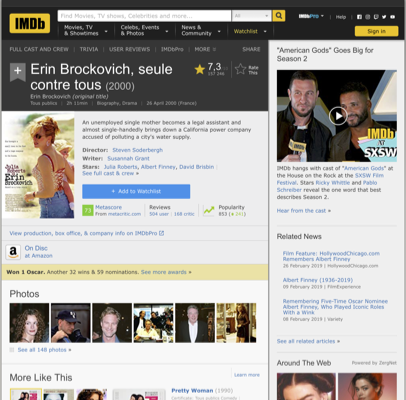 IMDb
Find Movies, TV shows, Celebrities and more...
All
IMDbPro
Help
Movies, TV & Showtimes
Celebs, Events & Photos
News & Community
Watchlist
Sign in
FULL CAST AND CREW | TRIVIA | USER REVIEWS | IMDbPro | MORE
SHARE
Erin Brockovich, seule contre tous (2000)
Erin Brockovich (original title)
Tous publics | 2h 11min | Biography, Drama | 26 April 2000 (France)
7,3
Rate This
Julia Roberts
Erin Brockovich
An unemployed single mother becomes a legal assistant and
almost single-handedly brings down a California power company
accused of polluting a city's water supply.
Director: Steven Soderbergh
Writer: Susannah Grant
Stars: Julia Roberts, Albert Finney, David Brisbin |
See full cast & crew »
+ Add to Watchlist
73
Metascore
From metacritic.com
Reviews
504 user | 168 critic
Popularity
View production, box office, & company info on IMDbPro
On Disc
at Amazon
Won 1 Oscar. Another 32 wins & 59 nominations. See more awards »
Photos
See all 148 photos »
More Like This
Learn more
Pretty Woman (1990)
"American Gods" Goes Big for
Season 2
IMDb
at
SXSW
IMDb hangs with cast of "American Gods" at
the House on the Rock at the SXSW Film
Festival. Stars Ricky Whittle and Pablo
Schreiber reveal the one word that best
describes Season 2.
Hear from the cast »
Related News
Film Feature: HollywoodChicago.com
Remembers Albert Finney
26 February 2019 | HollywoodChicago.com
Albert Finney (1936-2019)
09 February 2019 | FilmExperience
Remembering Five-Time Oscar Nominee
Albert Finney, Who Played Iconic Roles
With a Wink
08 February 2019 | Variety
See all related articles »
Around The Web | Powered by ZergNet